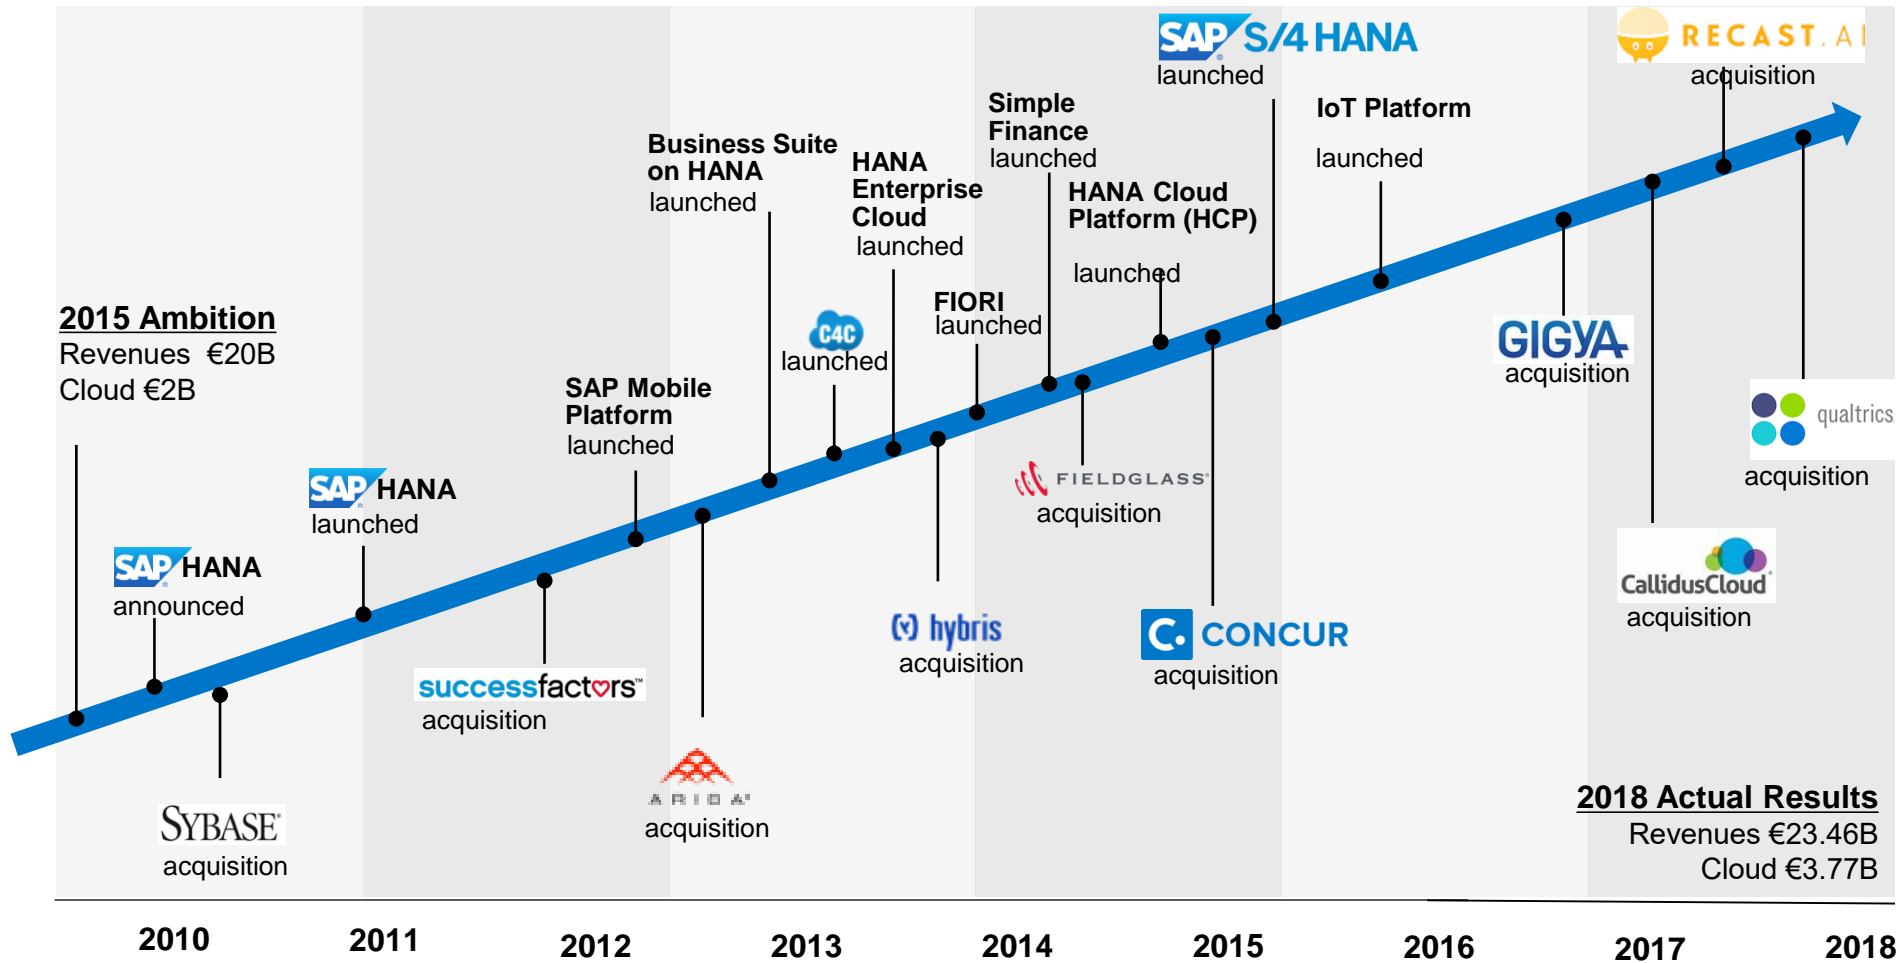 SAP S/4 HANA
launched
RECAST.AI
acquisition
Simple
Finance
launched
IoT Platform
launched
Business Suite
on HANA
launched
HANA
Enterprise
Cloud
launched
HANA Cloud
Platform (HCP)
launched
2015 Ambition
Revenues €20B
Cloud €2B
C4C
launched
FIORI
launched
GIGYA
acquisition
SAP Mobile
Platform
launched
qualtrics
acquisition
SAP HANA
launched
FIELDGLASS
acquisition
SAP HANA
announced
CallidusCloud
acquisition
hybris
acquisition
CONCUR
acquisition
successfactors™
acquisition
ARIBA
acquisition
SYBASE
acquisition
2018 Actual Results
Revenues €23.46B
Cloud €3.77B
2010 2011 2012 2013 2014 2015 2016 2017 2018